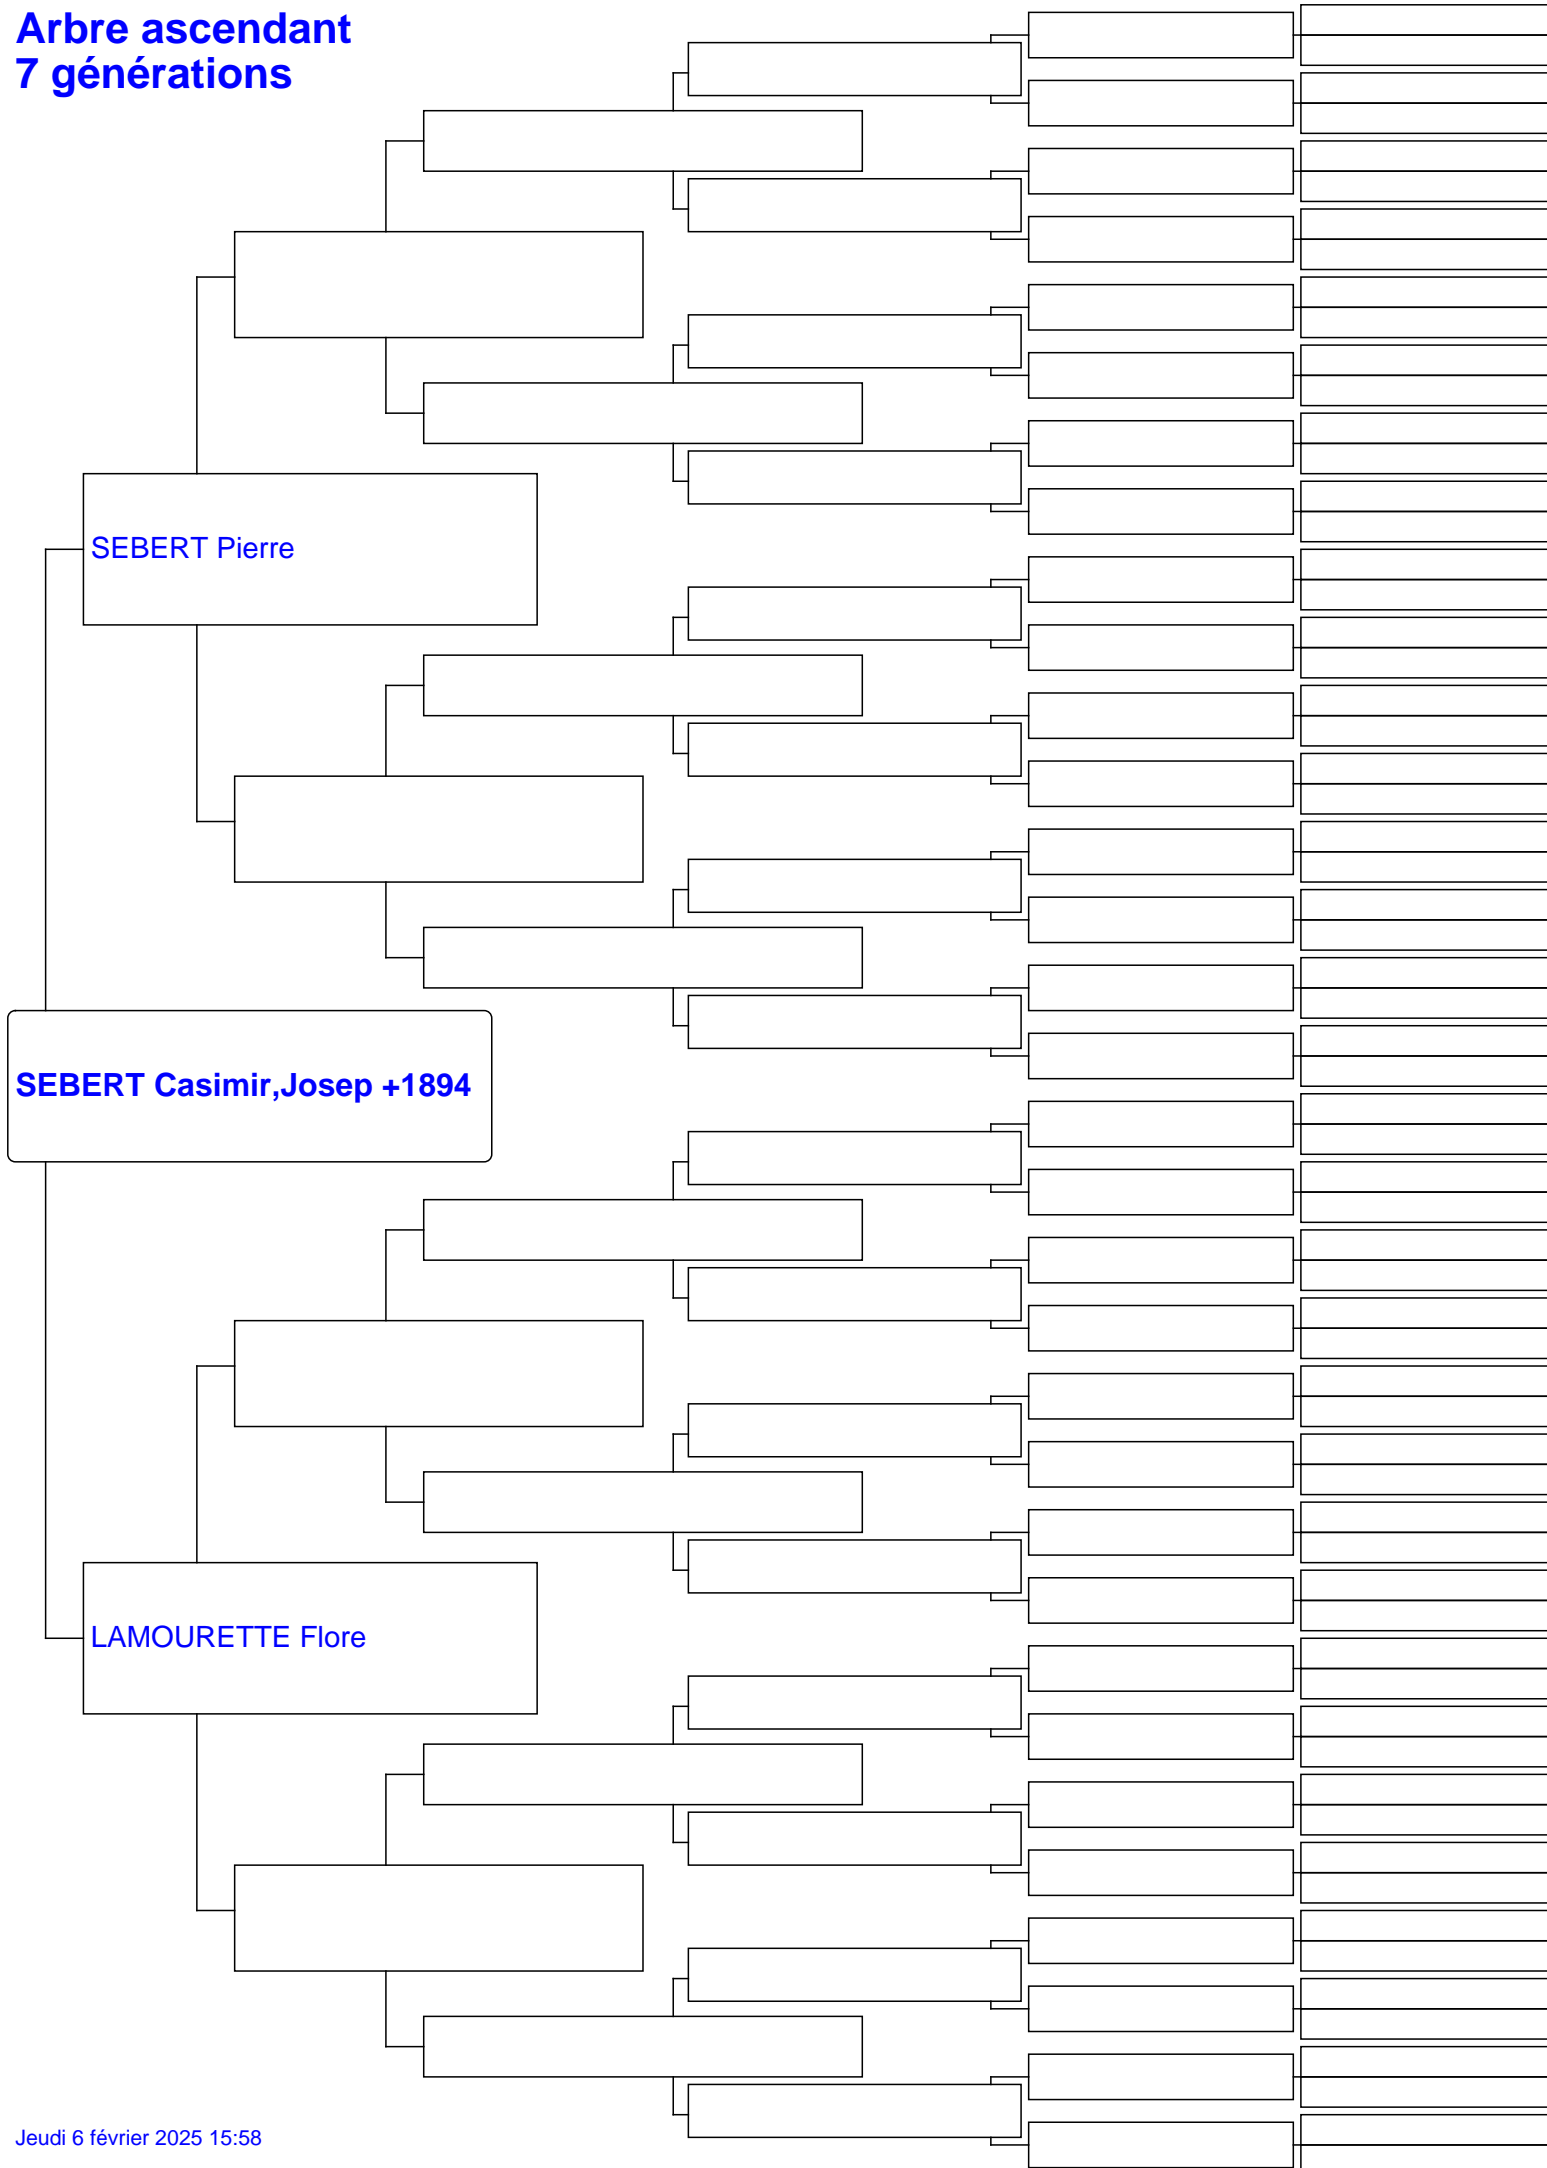 Arbre ascendant
7 générations
SEBERT Pierre
SEBERT Casimir,Josep +1894
LAMOURETTE Flore
Jeudi 6 février 2025 15:58